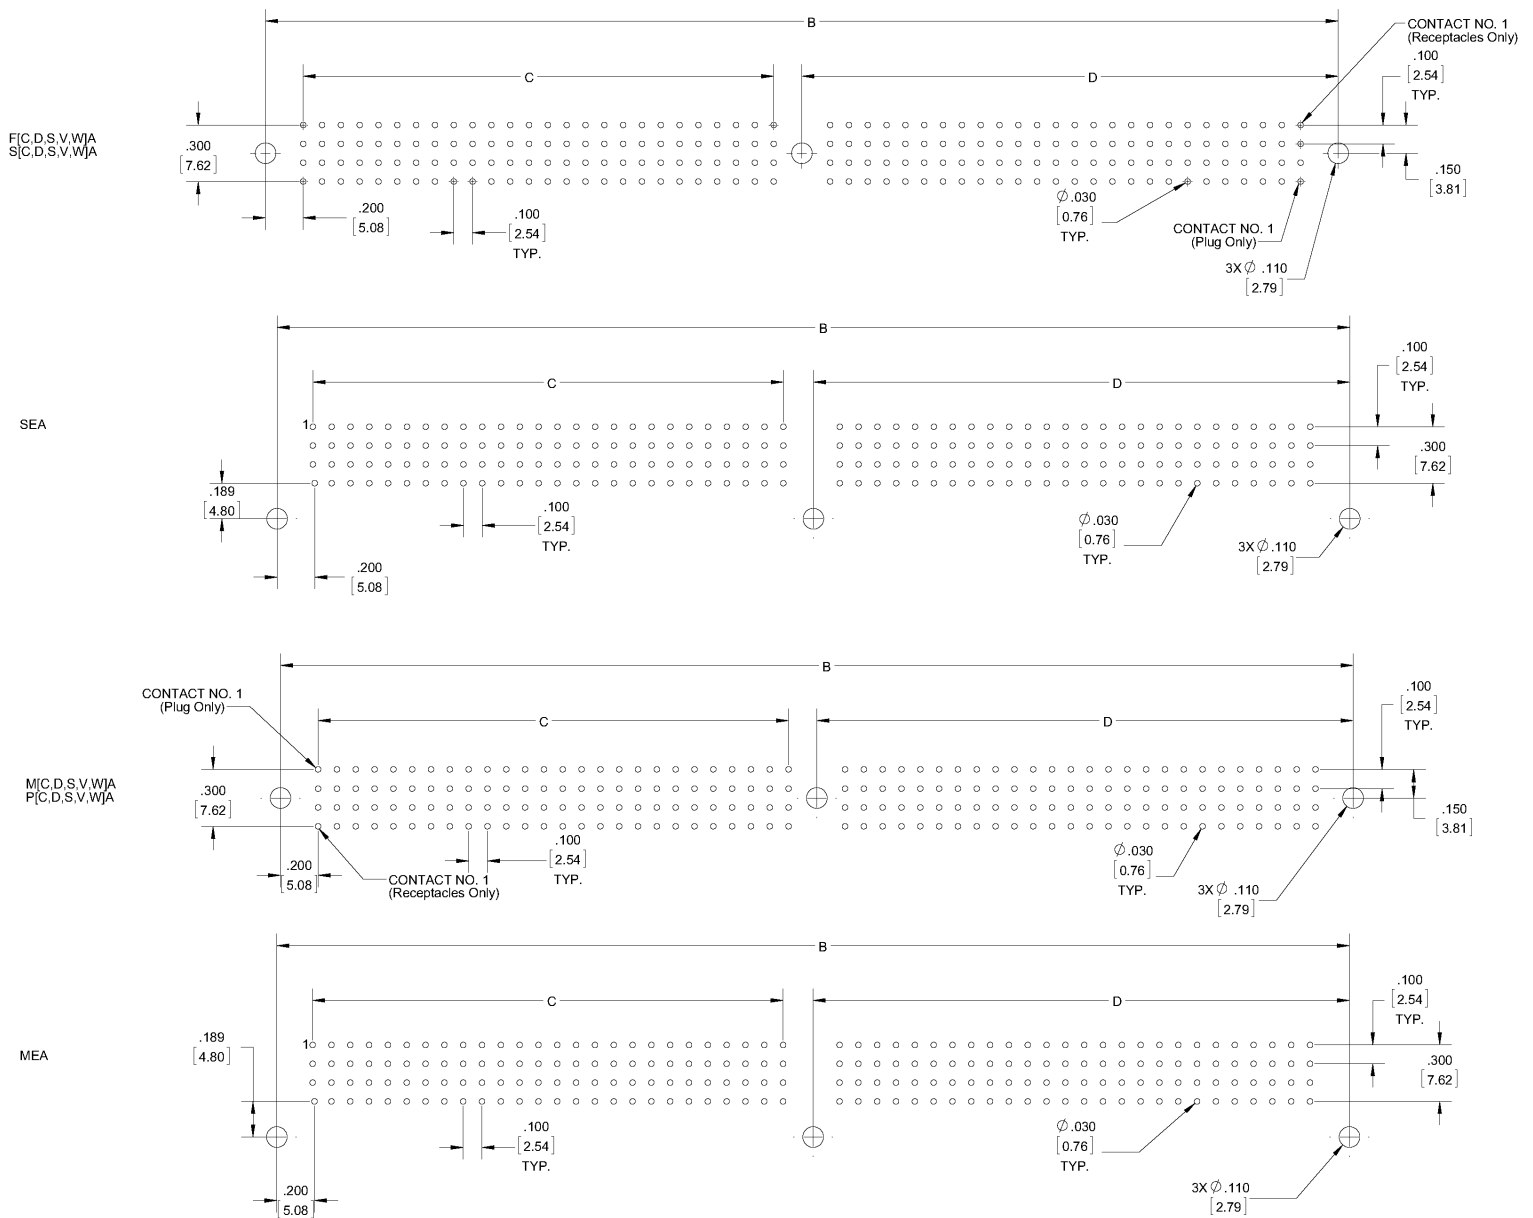 B
CONTACT NO. 1
(Receptacles Only)
C
D
.100
[2.54]
TYP.
F[C,D,S,V,W]A
S[C,D,S,V,W]A
.300
[7.62]
.200
[5.08]
.100
[2.54]
TYP.
Ø.030
[0.76]
TYP.
.150
[3.81]
CONTACT NO. 1
(Plug Only)
3X Ø .110
[2.79]
B
C
D
.100
[2.54]
TYP.
SEA
1
.300
[7.62]
.189
[4.80]
.100
[2.54]
TYP.
Ø.030
[0.76]
TYP.
3X Ø .110
[2.79]
.200
[5.08]
B
CONTACT NO. 1
(Plug Only)
C
D
.100
[2.54]
TYP.
M[C,D,S,V,W]A
P[C,D,S,V,W]A
.300
[7.62]
.150
[3.81]
.200
[5.08]
.100
[2.54]
TYP.
CONTACT NO. 1
(Receptacles Only)
Ø.030
[0.76]
TYP.
3X Ø .110
[2.79]
B
C
D
.100
[2.54]
TYP.
MEA
1
.189
[4.80]
.300
[7.62]
.100
[2.54]
TYP.
Ø.030
[0.76]
TYP.
.200
[5.08]
3X Ø .110
[2.79]